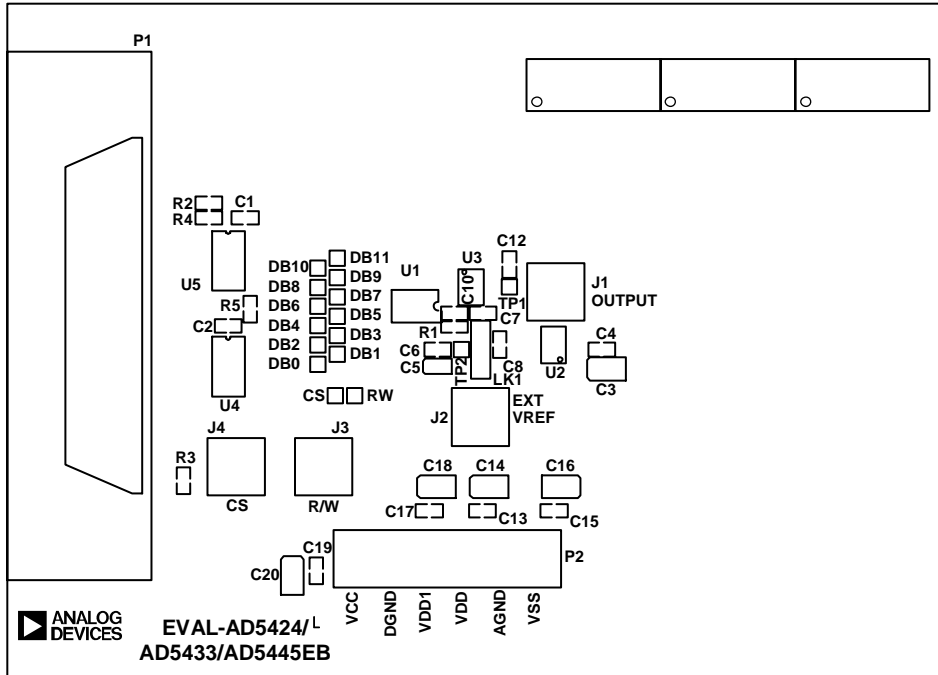 P1
R2
C1
R4
U5
DB11
DB10
DB9
DB8
DB7
DB6
DB5
DB4
DB3
DB2
DB1
DB0
U1
U3
C12
C10
TP1
J1
OUTPUT
R5
C2
R1
C7
C6
C5
TP2
C8
LK1
U2
C4
C3
U4
CS
RW
J2
EXT
VREF
J4
J3
R3
CS
R/W
C18
C14
C16
C17
C13
C15
C19
C20
P2
VCC
DGND
VDD1
VDD
AGND
VSS
ANALOG
DEVICES
EVAL-AD5424/ L
AD5433/AD5445EB